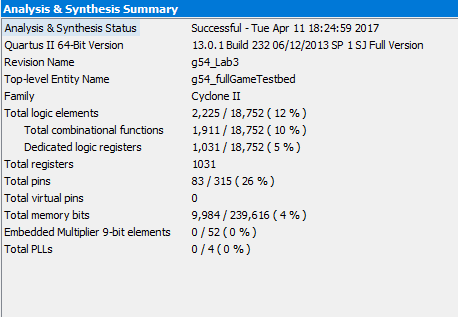 Analysis & Synthesis Summary
Analysis & Synthesis Status Successful - Tue Apr 11 18:24:59 2017
Quartus II 64-Bit Version 13.0.1 Build 232 06/12/2013 SP 1 SJ Full Version
Revision Name g54_Lab3
Top-level Entity Name g54_fullGameTestbed
Family Cyclone II
Total logic elements 2,225 / 18,752 ( 12 % )
Total combinational functions 1,911 / 18,752 ( 10 % )
Dedicated logic registers 1,031 / 18,752 ( 5 % )
Total registers 1031
Total pins 83 / 315 ( 26 % )
Total virtual pins 0
Total memory bits 9,984 / 239,616 ( 4 % )
Embedded Multiplier 9-bit elements 0 / 52 ( 0 % )
Total PLLs 0 / 4 ( 0 % )